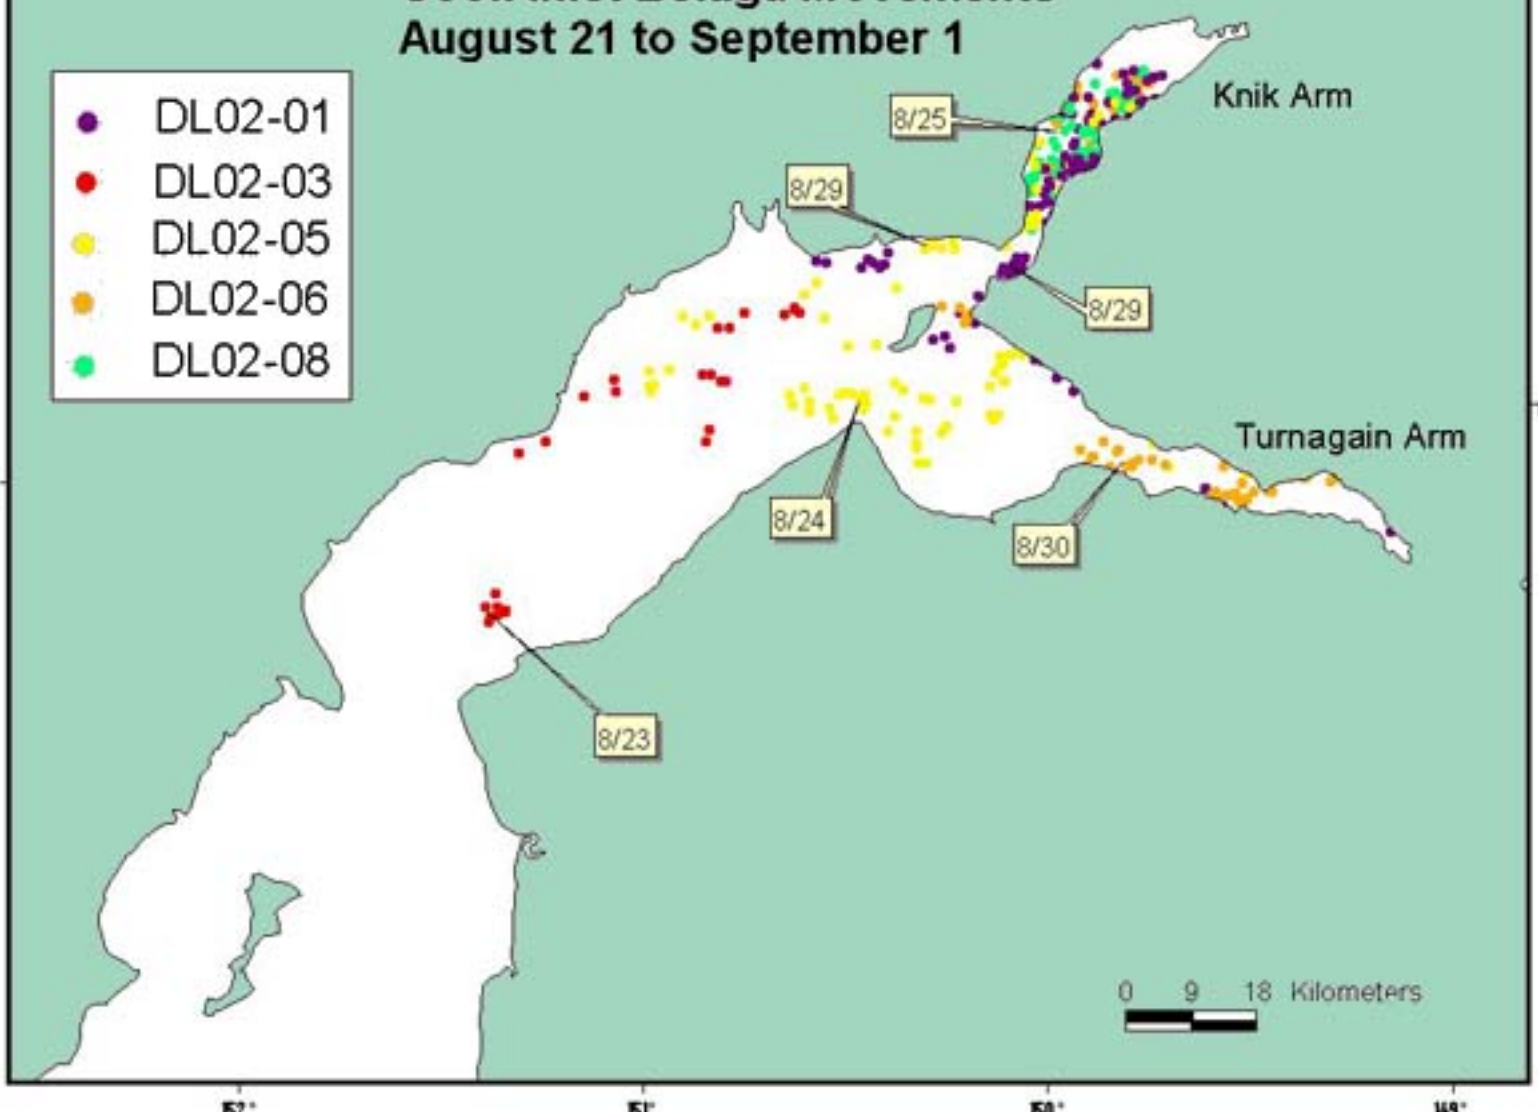 August 21 to September 1
DL02-01
DL02-03
DL02-05
DL02-06
DL02-08
Knik Arm
8/25
8/29
8/29
Turnagain Arm
8/24
8/30
8/23
0 9 18 Kilometers